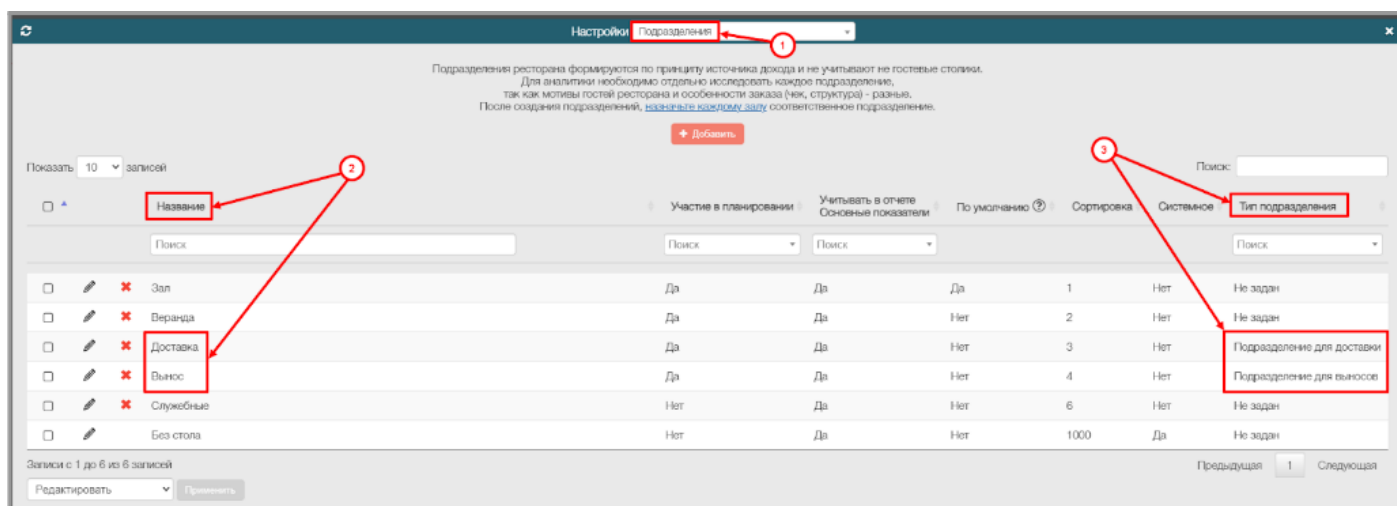 Настройки Подразделения
1
Подразделения ресторана формируются по принципу источника дохода и не учитывают не гостевые столики.
Для аналитики необходимо отдельно исследовать каждое подразделение,
так как мотивы гостей ресторана и особенности заказа (чек, структура) - разные.
После создания подразделений, назначьте каждому залу соответственное подразделение.
+ Добавить
Показать 10 записей
2
3
Поиск:
Название Участие в планировании Учитывать в отчете Основные показатели По умолчанию ? Сортировка Системное Тип подразделения
Поиск Поиск Поиск Поиск
Зал Да Да Да 1 Нет Не задан
Веранда Да Да Нет 2 Нет Не задан
Доставка Да Да Нет 3 Нет Подразделение для доставки
Вынос Да Да Нет 4 Нет Подразделение для выносов
Служебные Нет Да Нет 6 Нет Не задан
Без стола Нет Да Нет 1000 Да Не задан
Записи с 1 до 6 из 6 записей
Предыдущая 1 Следующая
Редактировать Применить